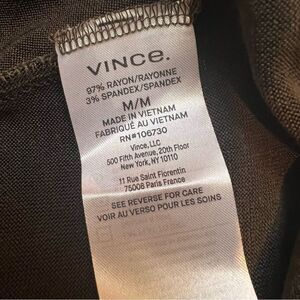 VINCE.
97% RAYON/RAYONNE
3% SPANDEX/SPANDEX
M/M
MADE IN VIETNAM
FABRIQUÉ AU VIETNAM
RN#106730
Vince, LLC
500 Fifth Avenue, 20th Floor
New York, NY 10110
11 Rue Saint Florentin
75008 Paris France
SEE REVERSE FOR CARE
VOIR AU VERSO POUR LES SOINS